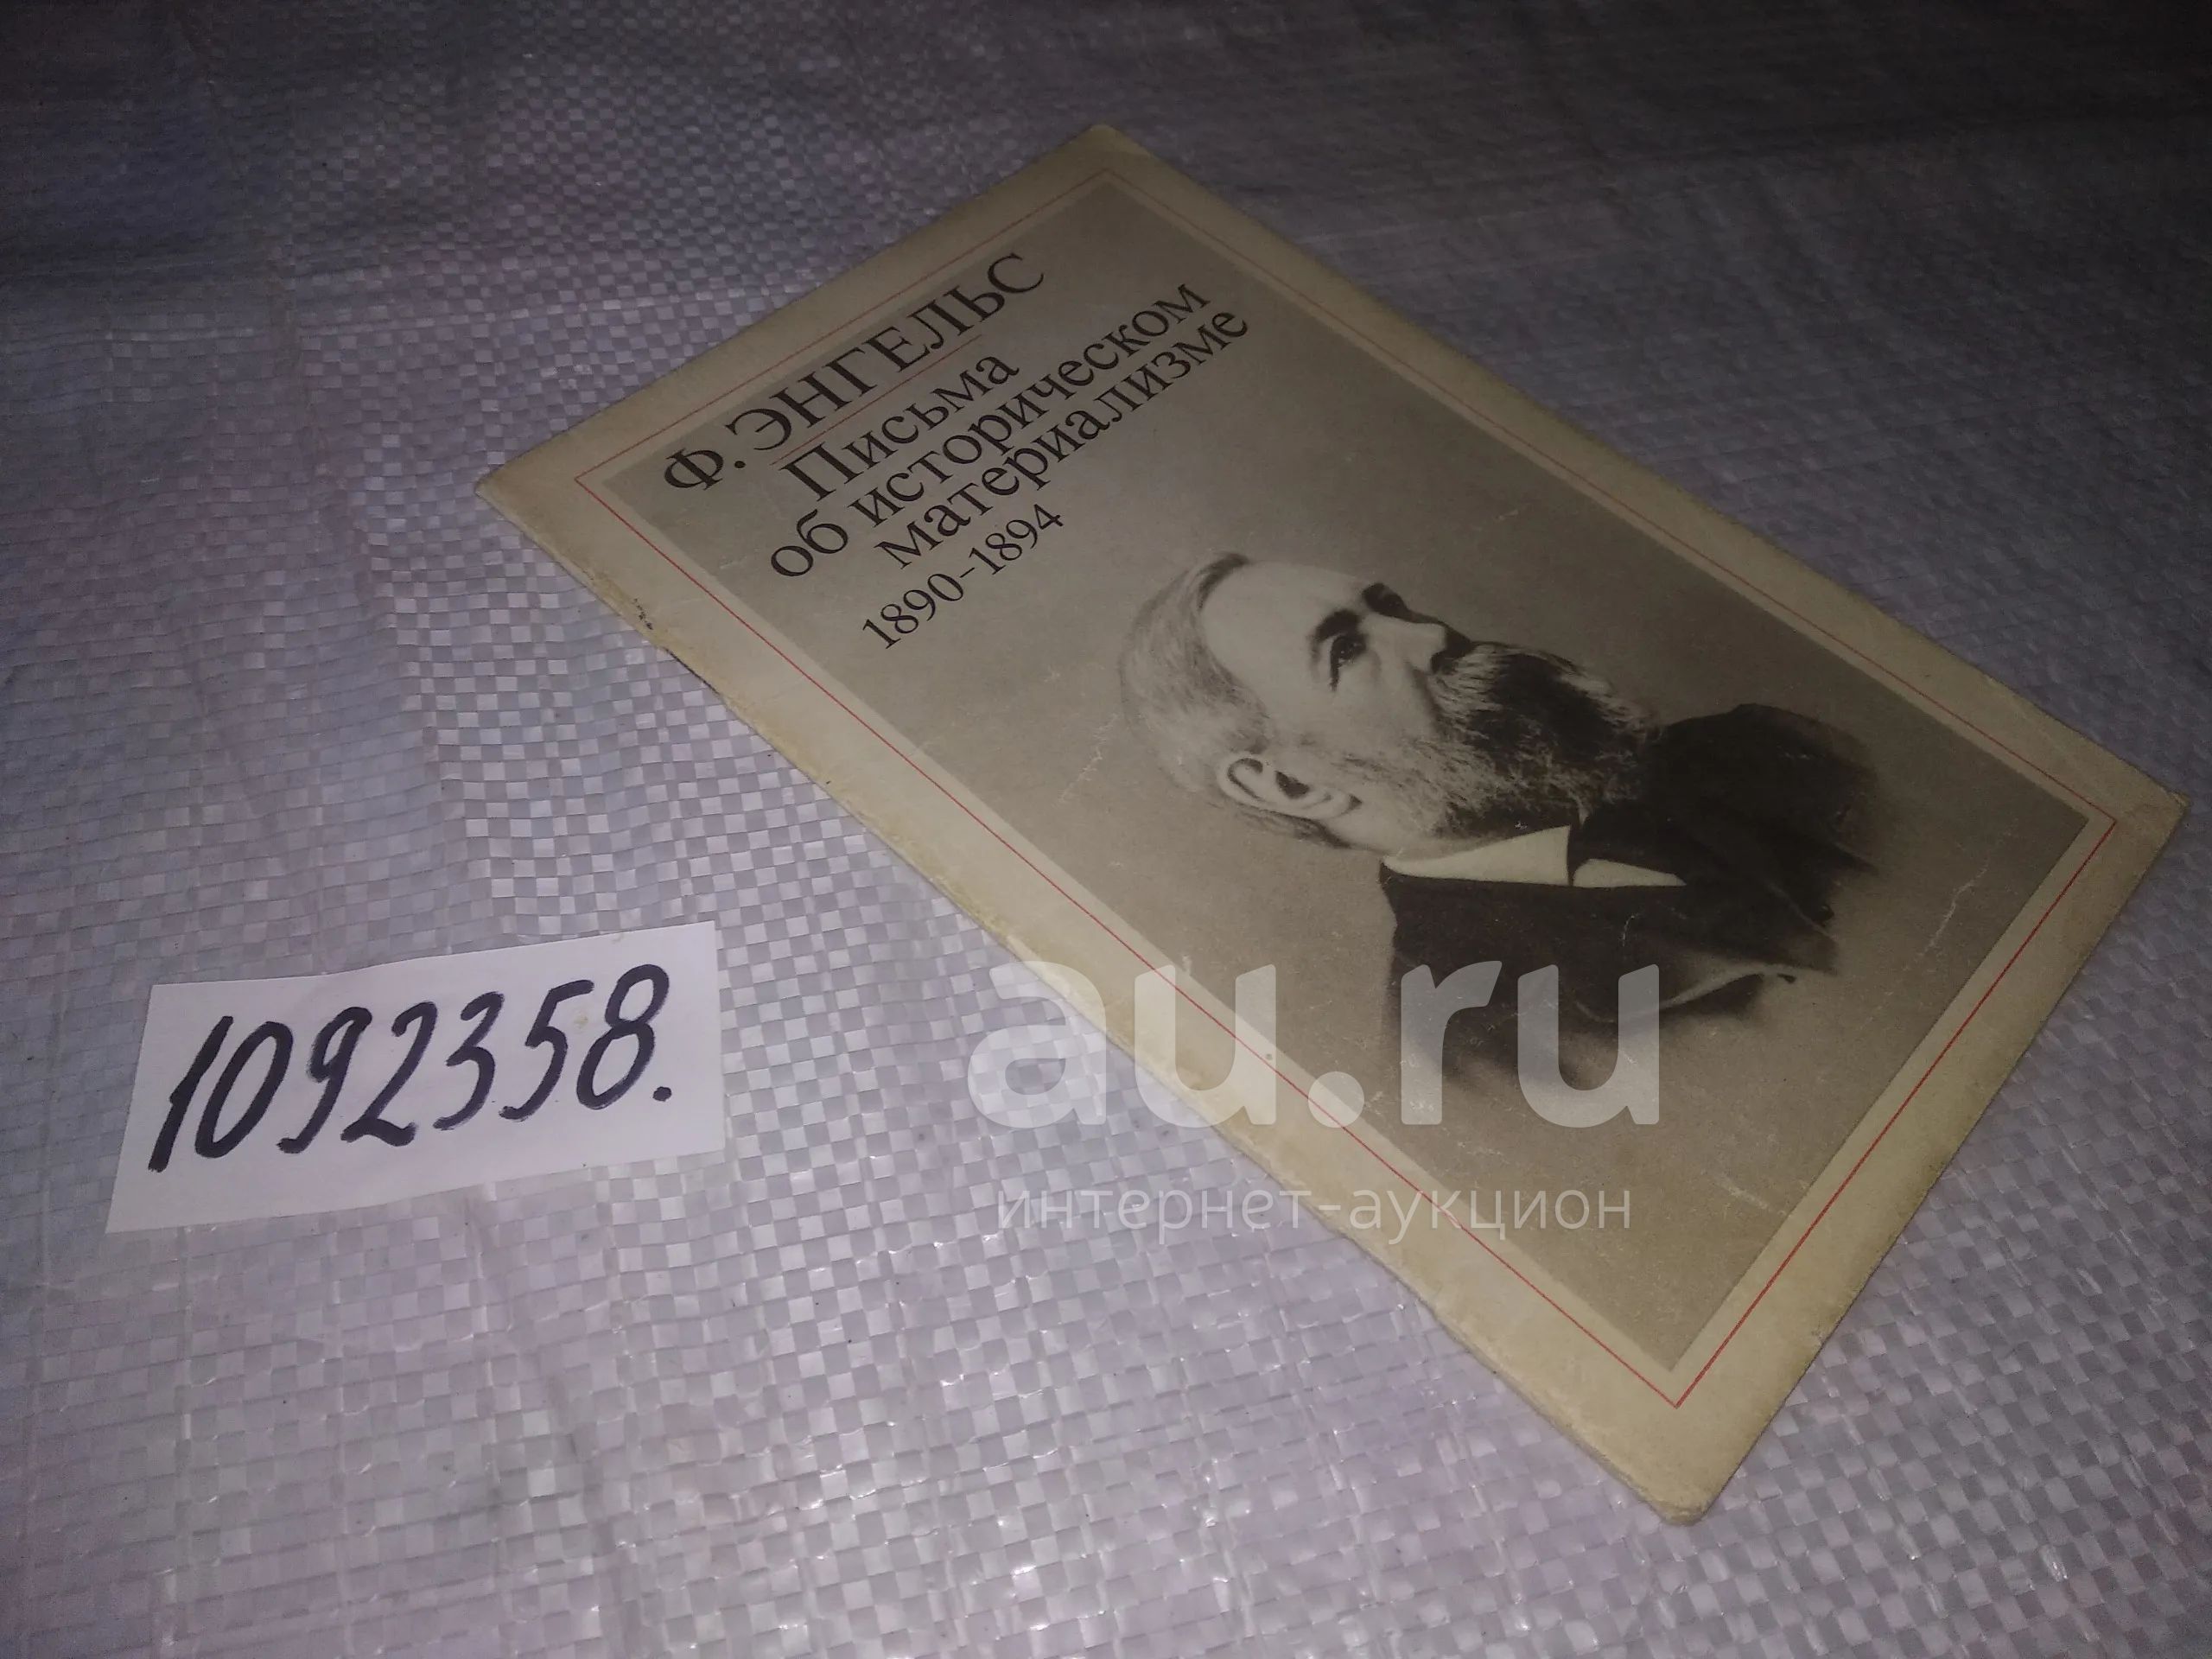 Ф. ЭНГЕЛЬС
Письма
об историческом
материализме
1890-1894
1092358.
au.ru
интернет-аукцион